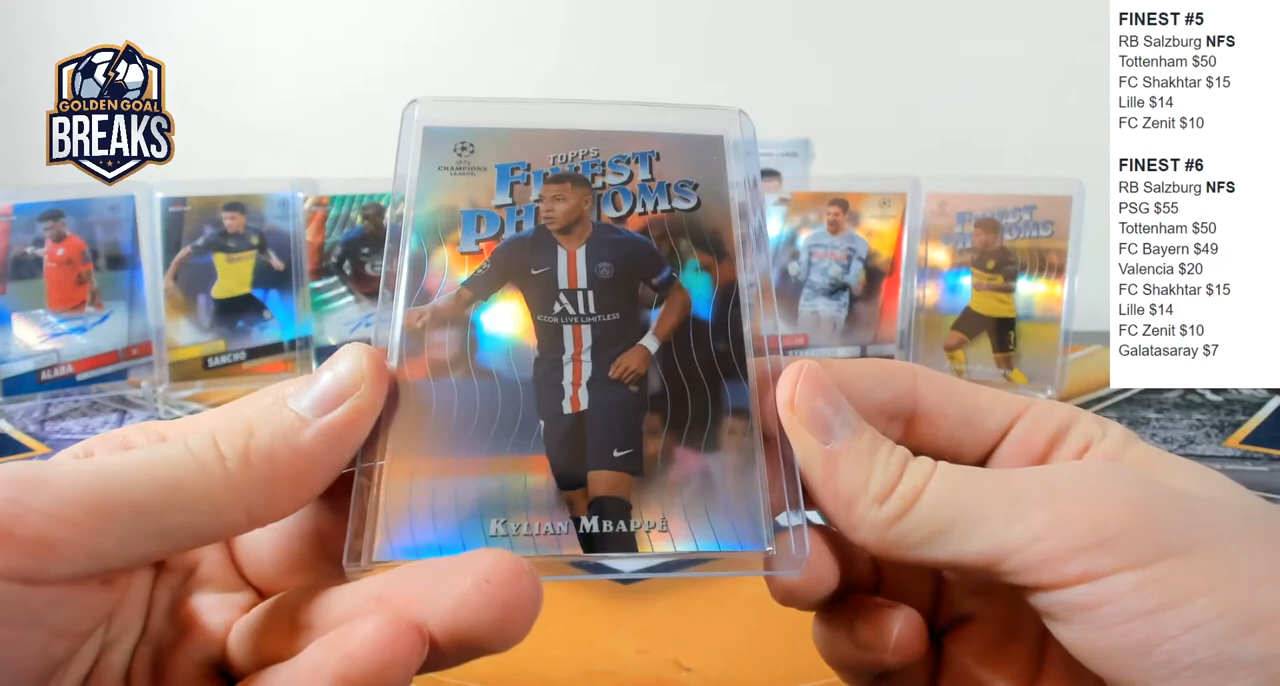 GOLDEN GOAL
BREAKS
UEFA
CHAMPIONS
LEAGUE
TOPPS
FINEST
ALL
ACCOR LIVE LIMITLESS
KYLIAN MBAPPÉ
ALABA
SANCHO
FINEST
FINEST #5
RB Salzburg NFS
Tottenham $50
FC Shakhtar $15
Lille $14
FC Zenit $10
FINEST #6
RB Salzburg NFS
PSG $55
Tottenham $50
FC Bayern $49
Valencia $20
FC Shakhtar $15
Lille $14
FC Zenit $10
Galatasaray $7